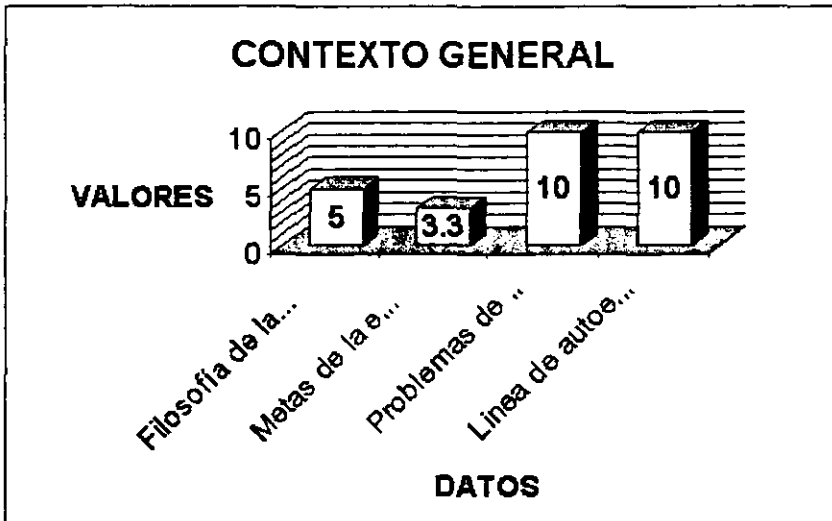 CONTEXTO GENERAL
10
5
0
VALORES
5
3.3
10
10
Filosofía de la...
Metas de la e...
Problemas de ..
Linea de autoe...
DATOS